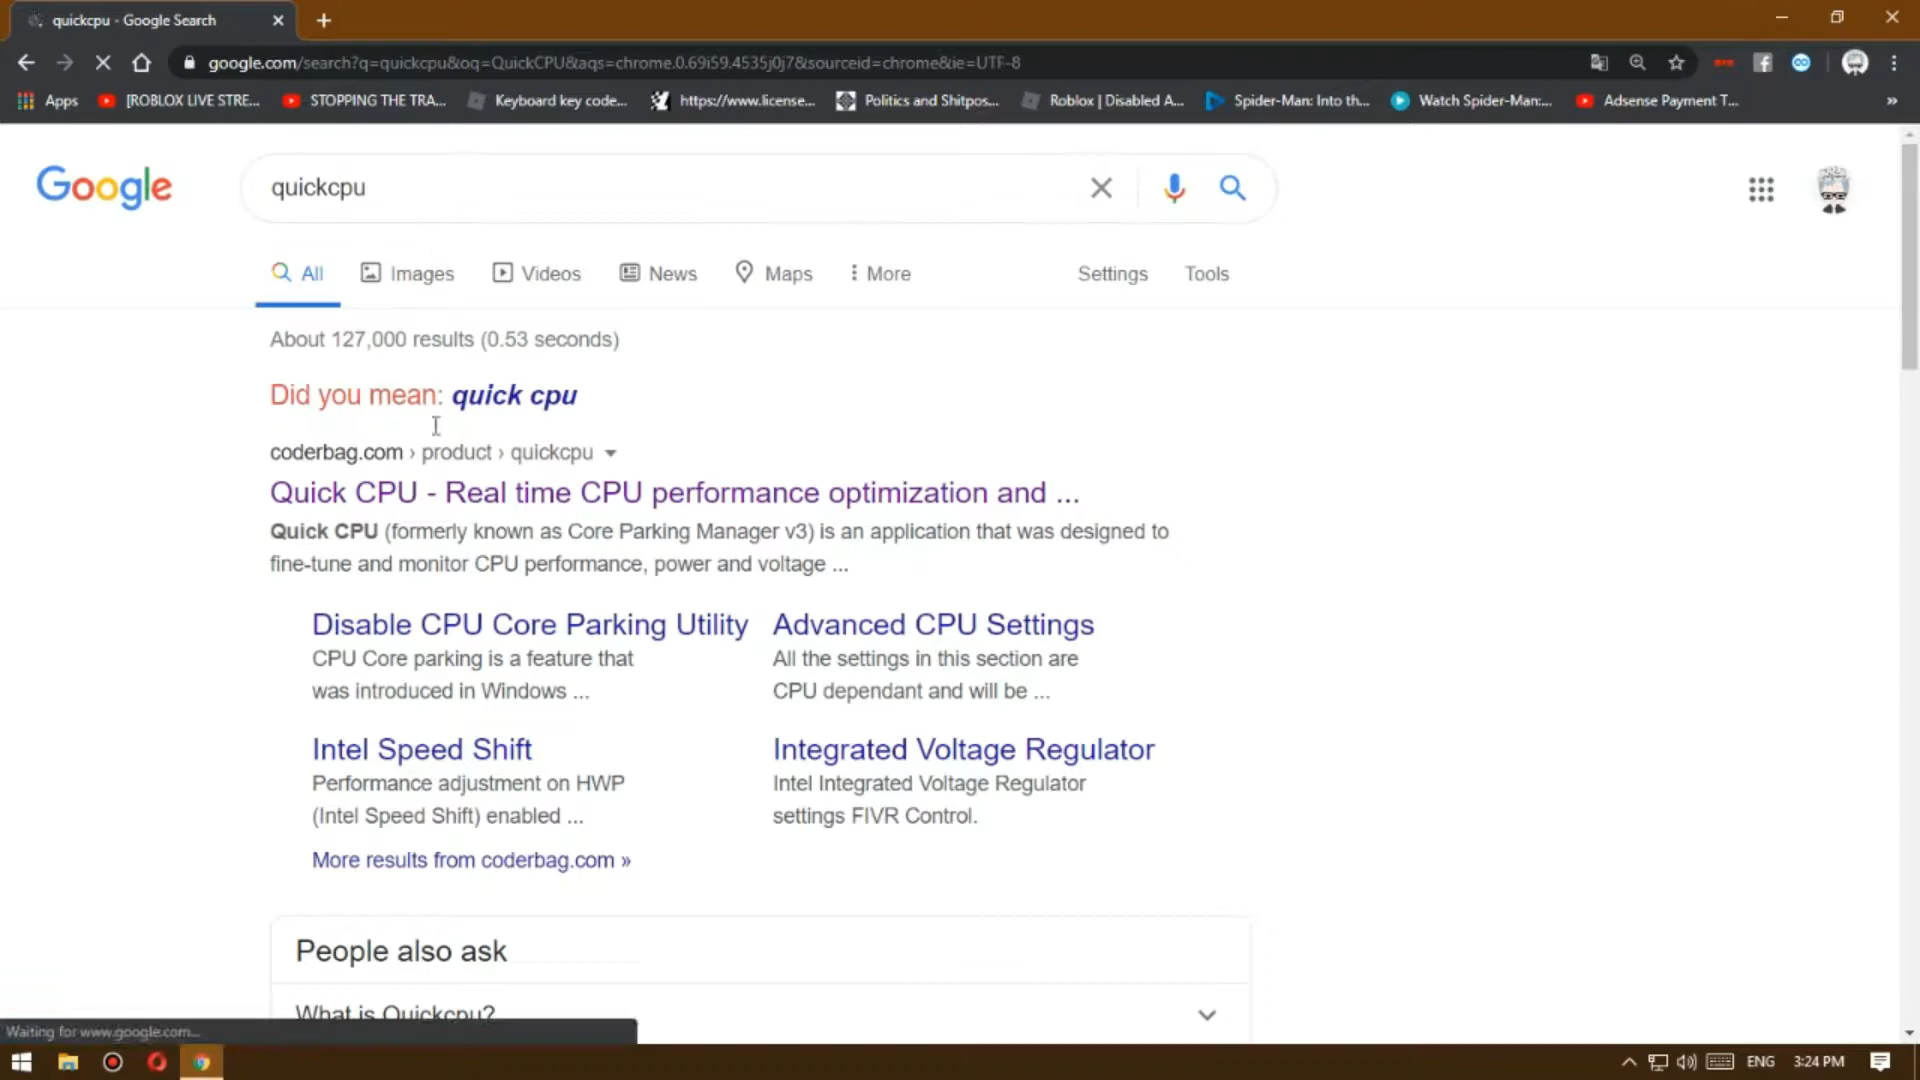 quickcpu - Google Search
google.com/search?q=quickcpu&oq=QuickCPU&aqs=chrome.0.69i59.4535j0j7&sourceid=chrome&ie=UTF-8
Apps [ROBLOX LIVE STRE... STOPPING THE TRA... Keyboard key code... https://www.license... Politics and Shitpos... Roblox | Disabled A... Spider-Man: Into th... Watch Spider-Man:... Adsense Payment T... »
Google
quickcpu
All Images Videos News Maps More Settings Tools
About 127,000 results (0.53 seconds)
Did you mean: quick cpu
coderbag.com › product › quickcpu
Quick CPU - Real time CPU performance optimization and ...
Quick CPU (formerly known as Core Parking Manager v3) is an application that was designed to
fine-tune and monitor CPU performance, power and voltage ...
Disable CPU Core Parking Utility
CPU Core parking is a feature that
was introduced in Windows ...
Advanced CPU Settings
All the settings in this section are
CPU dependant and will be ...
Intel Speed Shift
Performance adjustment on HWP
(Intel Speed Shift) enabled ...
Integrated Voltage Regulator
Intel Integrated Voltage Regulator
settings FIVR Control.
More results from coderbag.com »
People also ask
What is Quickcpu?
Waiting for www.google.com...
ENG 3:24 PM